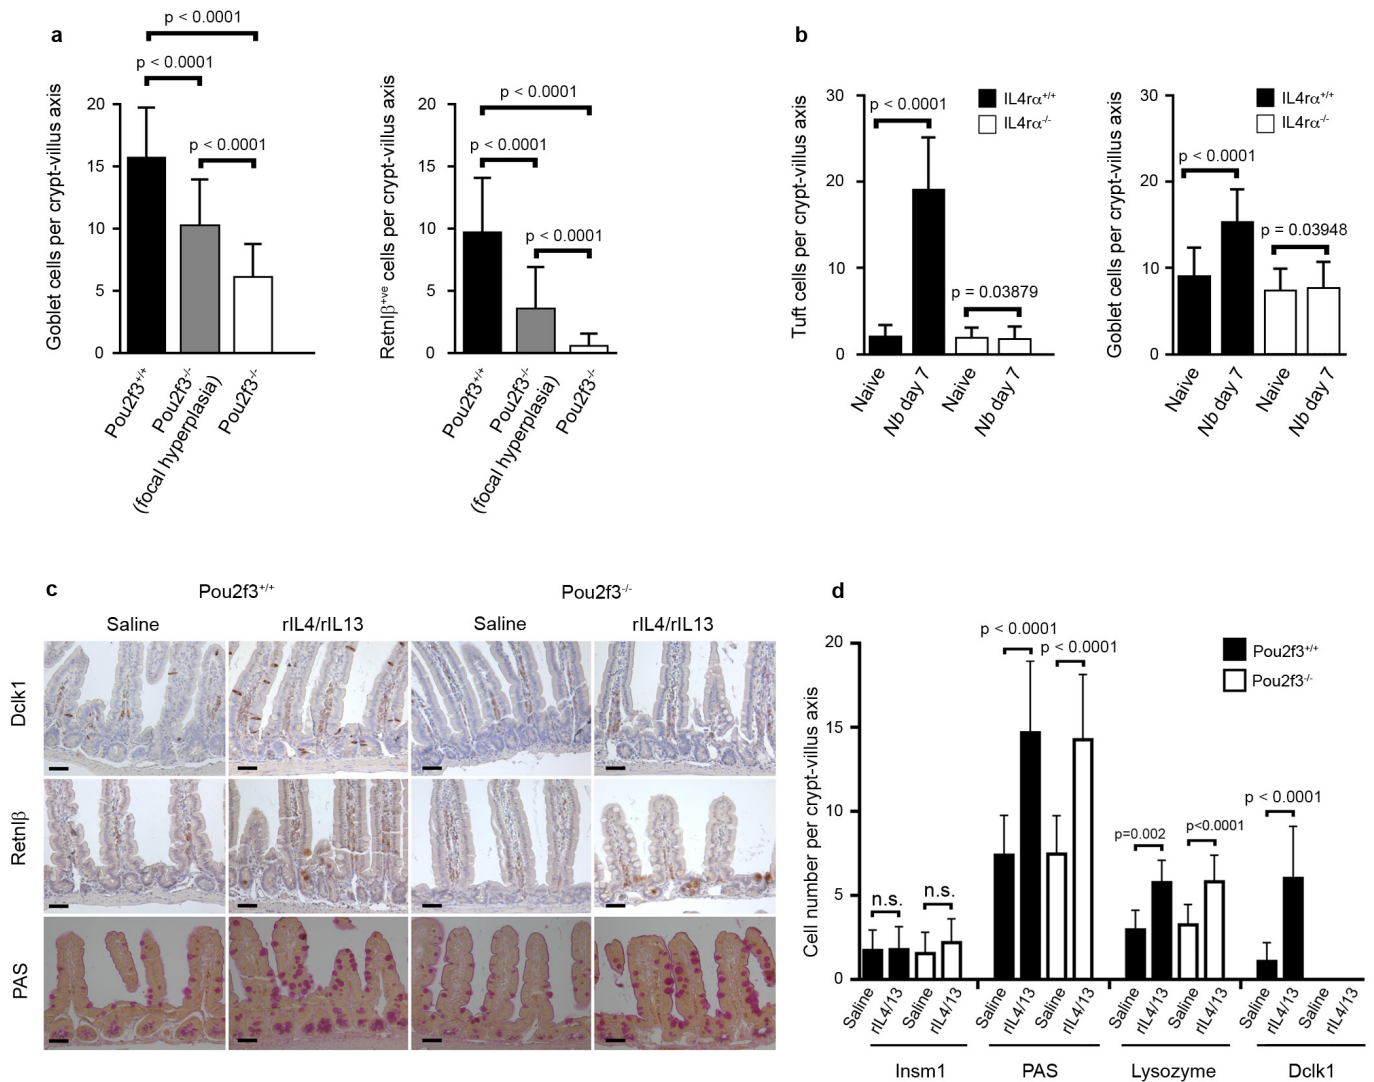 a
p < 0.0001
p < 0.0001
p < 0.0001
Goblet cells per crypt-villus axis
20
15
10
5
0
Pou2f3+/+
Pou2f3-/-
(focal hyperplasia)
Pou2f3-/-
p < 0.0001
p < 0.0001
p < 0.0001
Retnlβ+ve cells per crypt-villus axis
20
15
10
5
0
Pou2f3+/+
Pou2f3-/-
(focal hyperplasia)
Pou2f3-/-
b
Tuft cells per crypt-villus axis
30
20
10
0
p < 0.0001
p = 0.03879
IL4rα+/+
IL4rα-/-
Naive
Nb day 7
Naive
Nb day 7
Goblet cells per crypt-villus axis
30
20
10
0
p < 0.0001
p = 0.03948
IL4rα+/+
IL4rα-/-
Naive
Nb day 7
Naive
Nb day 7
c
Pou2f3+/+
Pou2f3-/-
Saline
rIL4/rIL13
Saline
rIL4/rIL13
Dclk1
Retnlβ
PAS
d
Cell number per crypt-villus axis
20
15
10
5
0
Pou2f3+/+
Pou2f3-/-
n.s.
n.s.
p < 0.0001
p < 0.0001
p=0.002
p<0.0001
p < 0.0001
Saline
rIL4/13
Saline
rIL4/13
Saline
rIL4/13
Saline
rIL4/13
Saline
rIL4/13
Saline
rIL4/13
Saline
rIL4/13
Saline
rIL4/13
Insm1
PAS
Lysozyme
Dclk1